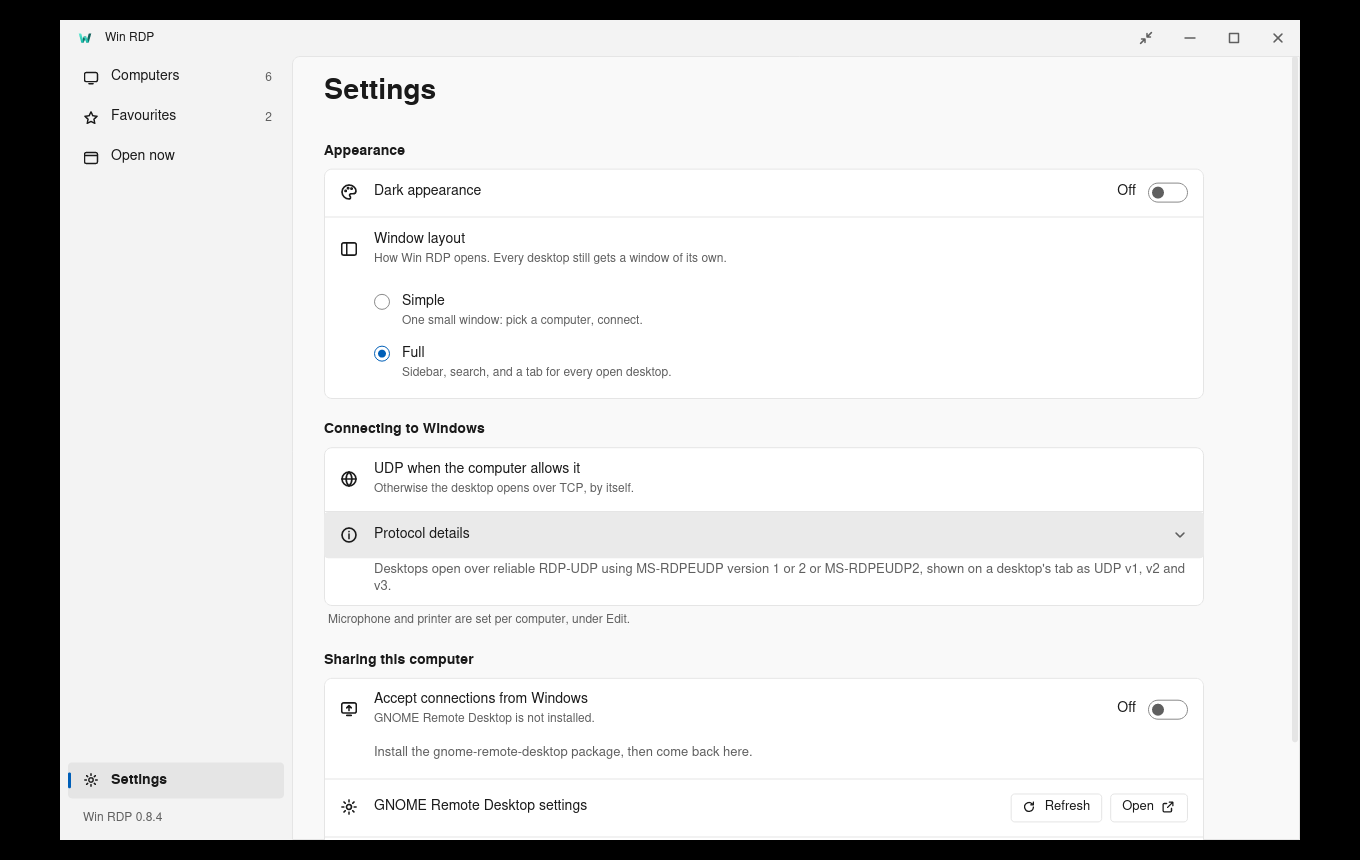 Win RDP
Computers 6
Favourites 2
Open now
Settings
Win RDP 0.8.4
Settings
Appearance
Dark appearance Off
Window layout
How Win RDP opens. Every desktop still gets a window of its own.
Simple
One small window: pick a computer, connect.
Full
Sidebar, search, and a tab for every open desktop.
Connecting to Windows
UDP when the computer allows it
Otherwise the desktop opens over TCP, by itself.
Protocol details
Desktops open over reliable RDP-UDP using MS-RDPEUDP version 1 or 2 or MS-RDPEUDP2, shown on a desktop's tab as UDP v1, v2 and
v3.
Microphone and printer are set per computer, under Edit.
Sharing this computer
Accept connections from Windows Off
GNOME Remote Desktop is not installed.
Install the gnome-remote-desktop package, then come back here.
GNOME Remote Desktop settings Refresh Open